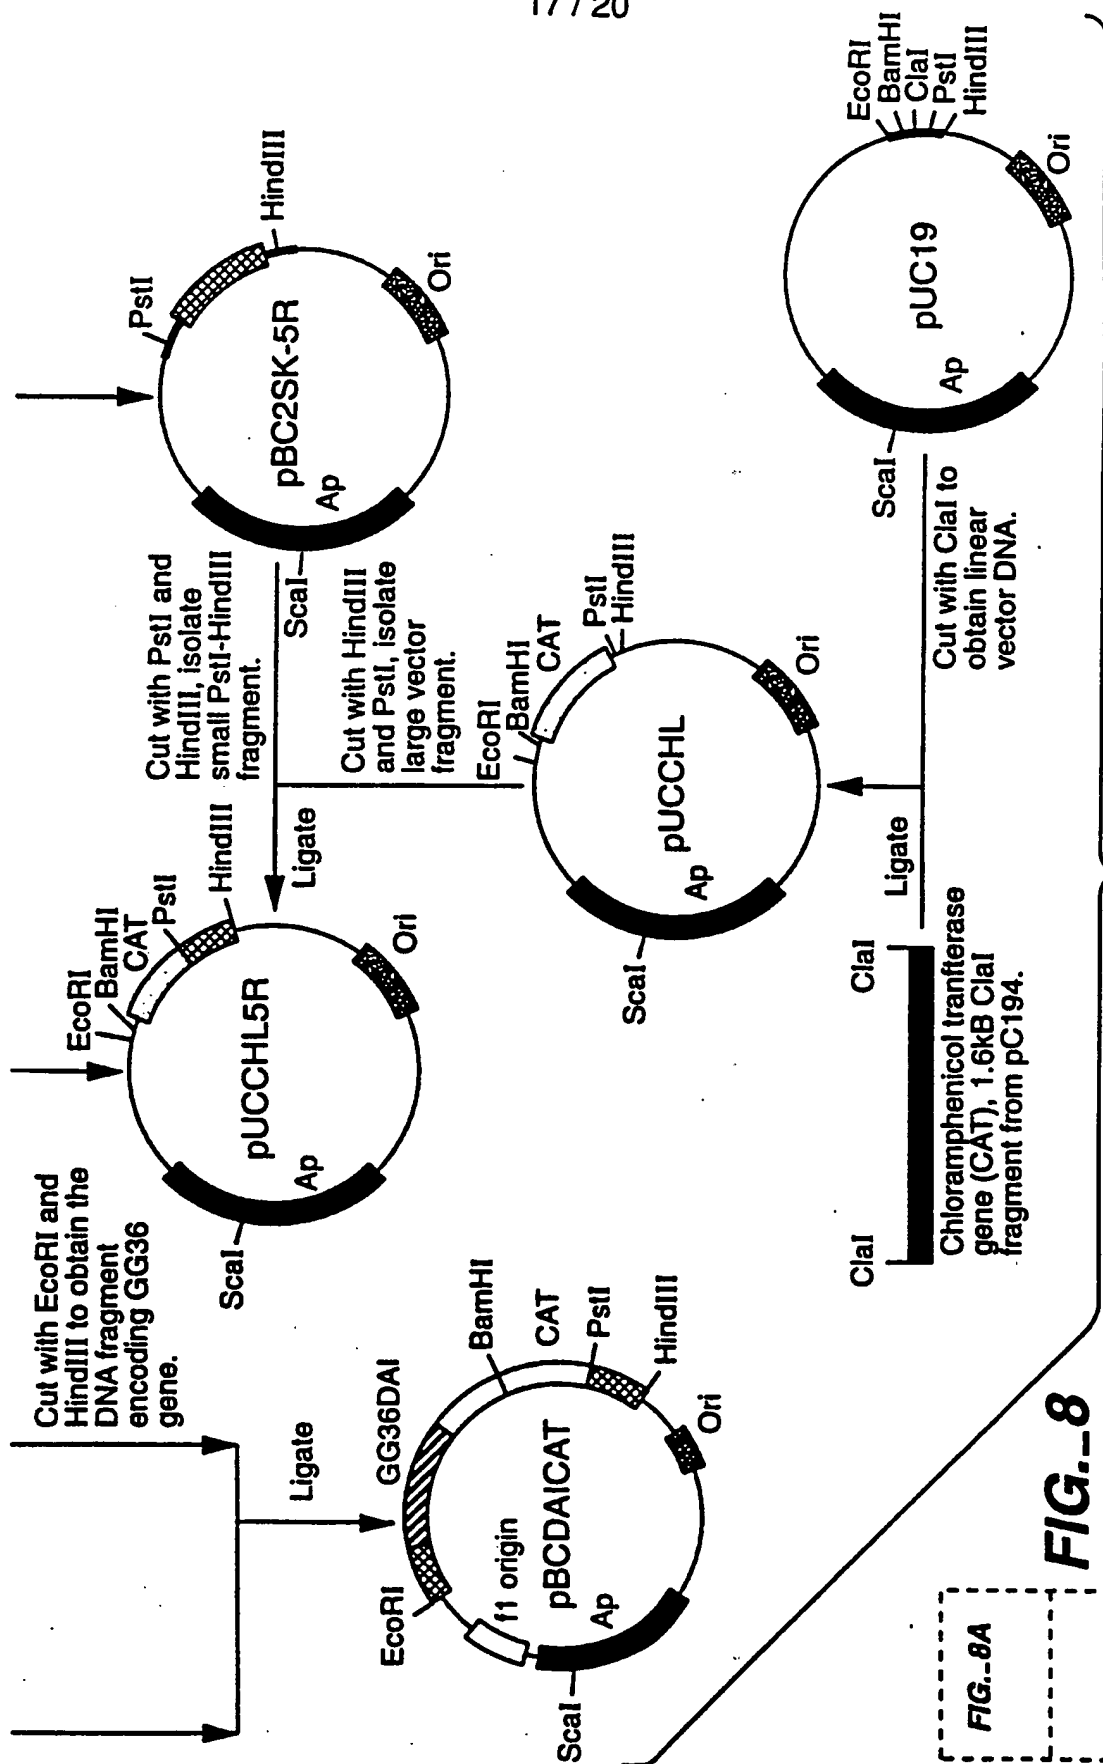 17 / 20
Cut with EcoRI and
HindIII to obtain the
DNA fragment
encoding GG36
gene.
Ligate
EcoRI
GG36DAI
BamHI
CAT
PstI
HindIII
Ori
f1 origin
pBCDAICAT
Ap
ScaI
EcoRI
BamHI
CAT
PstI
HindIII
Ori
pUCCHL5R
Ap
ScaI
Ligate
Cut with PstI and
HindIII, isolate
small PstI-HindIII
fragment.
Cut with HindIII
and PstI, isolate
large vector
fragment.
PstI
HindIII
Ori
pBC2SK-5R
Ap
ScaI
EcoRI
BamHI
CAT
PstI
HindIII
Ori
pUCCHL
Ap
ScaI
ClaI
ClaI
Chloramphenicol tranfterase
gene (CAT), 1.6kB ClaI
fragment from pC194.
Ligate
Cut with ClaI to
obtain linear
vector DNA.
EcoRI
BamHI
ClaI
PstI
HindIII
Ori
pUC19
Ap
ScaI
FIG._8A
FIG._8